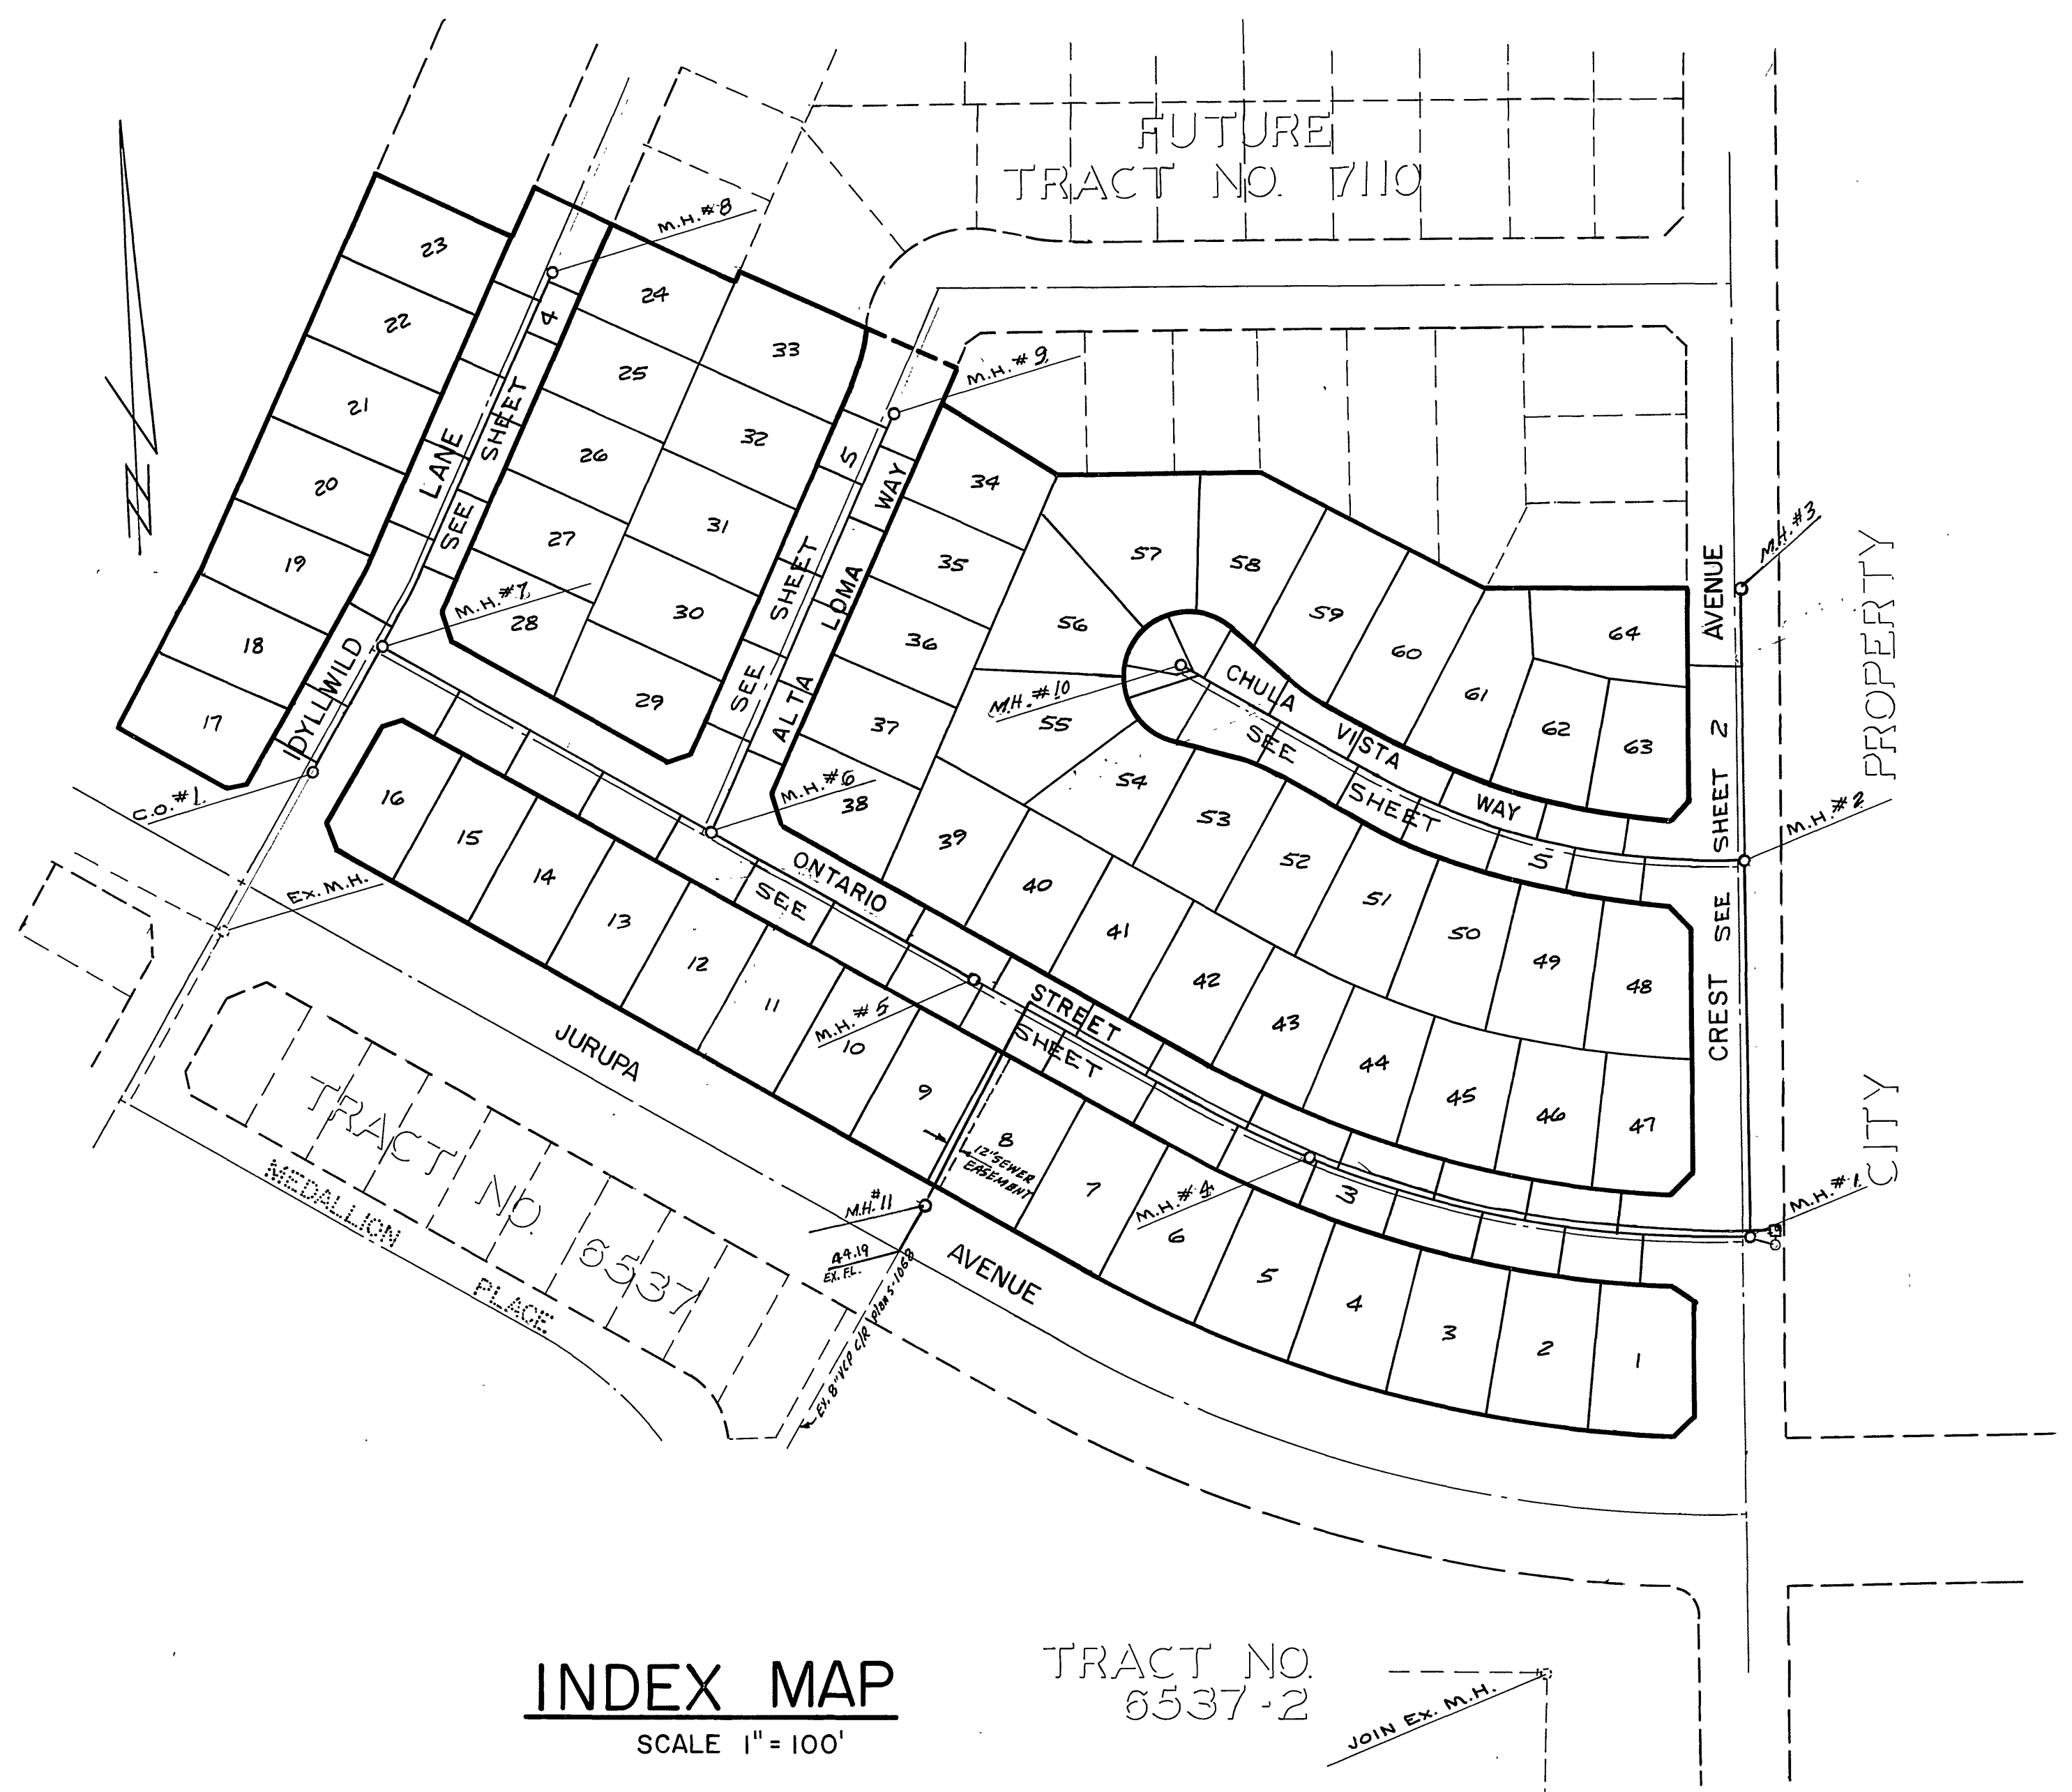 FUTURE
TRACT NO. 7110
N
M.H.#8
M.H.#9
M.H.#3
M.H.#7
M.H.#10
M.H.#6
M.H.#2
C.O.#1
EX. M.H.
M.H.#5
M.H.#4
M.H.#1
M.H.#11
23
22
21
20
19
18
17
24
25
26
27
28
29
30
31
32
33
34
35
36
37
38
39
40
41
42
43
44
45
46
47
48
49
50
51
52
53
54
55
56
57
58
59
60
61
62
63
64
16
15
14
13
12
11
10
9
8
7
6
5
4
3
2
1
IDYLLWILD LANE
SEE SHEET 4
ALTA LOMA WAY
SEE SHEET 5
CHULA VISTA WAY
SEE SHEET 5
CREST AVENUE
SEE SHEET 2
ONTARIO STREET
SEE SHEET 3
CITY PROPERTY
JURUPA AVENUE
12" SEWER
EASEMENT
44.19
EX. F.L.
EX. 8" VCP C/R plan S-1068
TRACT NO. 6537
MEDALLION PLACE
TRACT NO.
6537-2
JOIN EX. M.H.
INDEX MAP
SCALE 1" = 100'